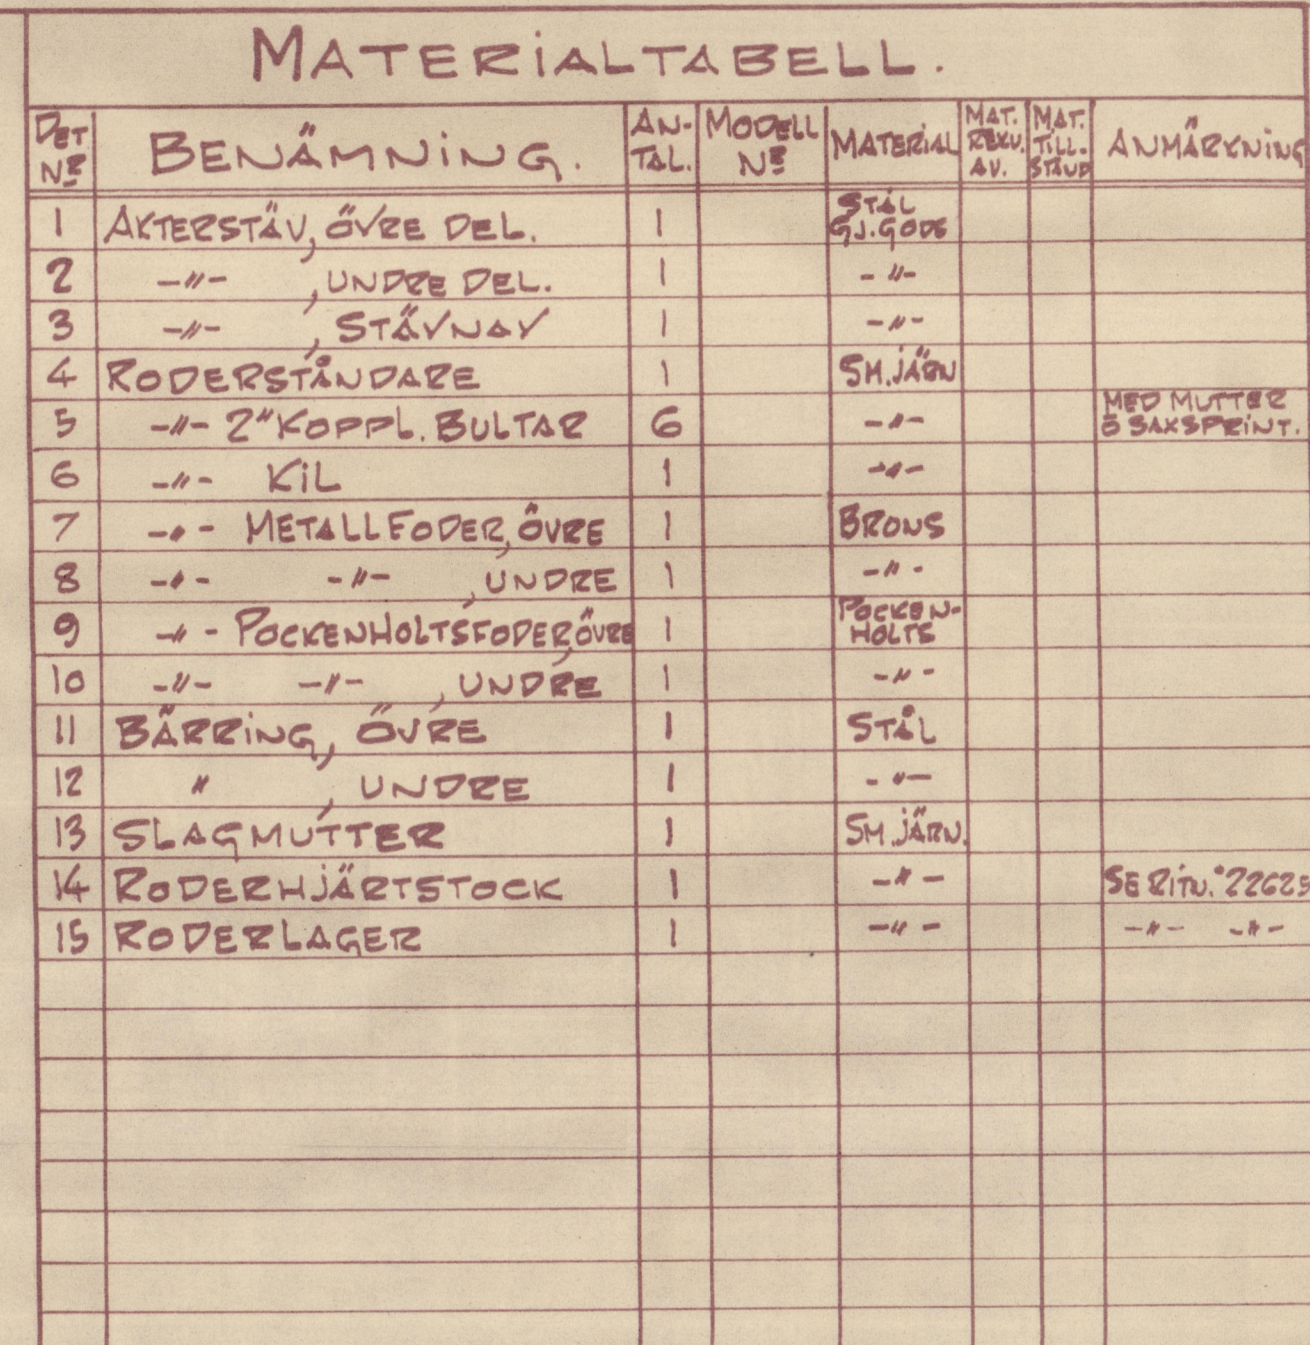 MATERiALTABELL.
DET Nº BENÄMNiNG. AN-TAL. MODELL Nº MATERiAL MAT. REKV. AV. MAT. TiLL-STÅND ANMÄRKNiNG
1 AKTERSTÄV, ÖVRE DEL. 1 STÅL GJ.GODS
2 -〃- , UNDRE DEL. 1 -〃-
3 -〃- , STÄVNAV 1 -〃-
4 RODERSTÅNDARE 1 SM.JÄRN
5 -〃- 2" KOPPL. BULTAR 6 -〃- MED MUTTER O SAXSPRiNT.
6 -〃- KiL 1 -〃-
7 -〃- METALLFODER, ÖVRE 1 BRONS
8 -〃- -〃- , UNDRE 1 -〃-
9 -〃- POCKENHOLTSFODER, ÖVRE 1 POCKEN-HOLTS
10 -〃- -〃- , UNDRE 1 -〃-
11 BÄRRiNG, ÖVRE 1 STÅL
12 〃 , UNDRE 1 -〃-
13 SLAGMUTTER 1 SM.JÄRN.
14 RODERHJÄRTSTOCK 1 -〃- SE RiTN.° 22625
15 RODERLAGER 1 -〃- -〃- -〃-